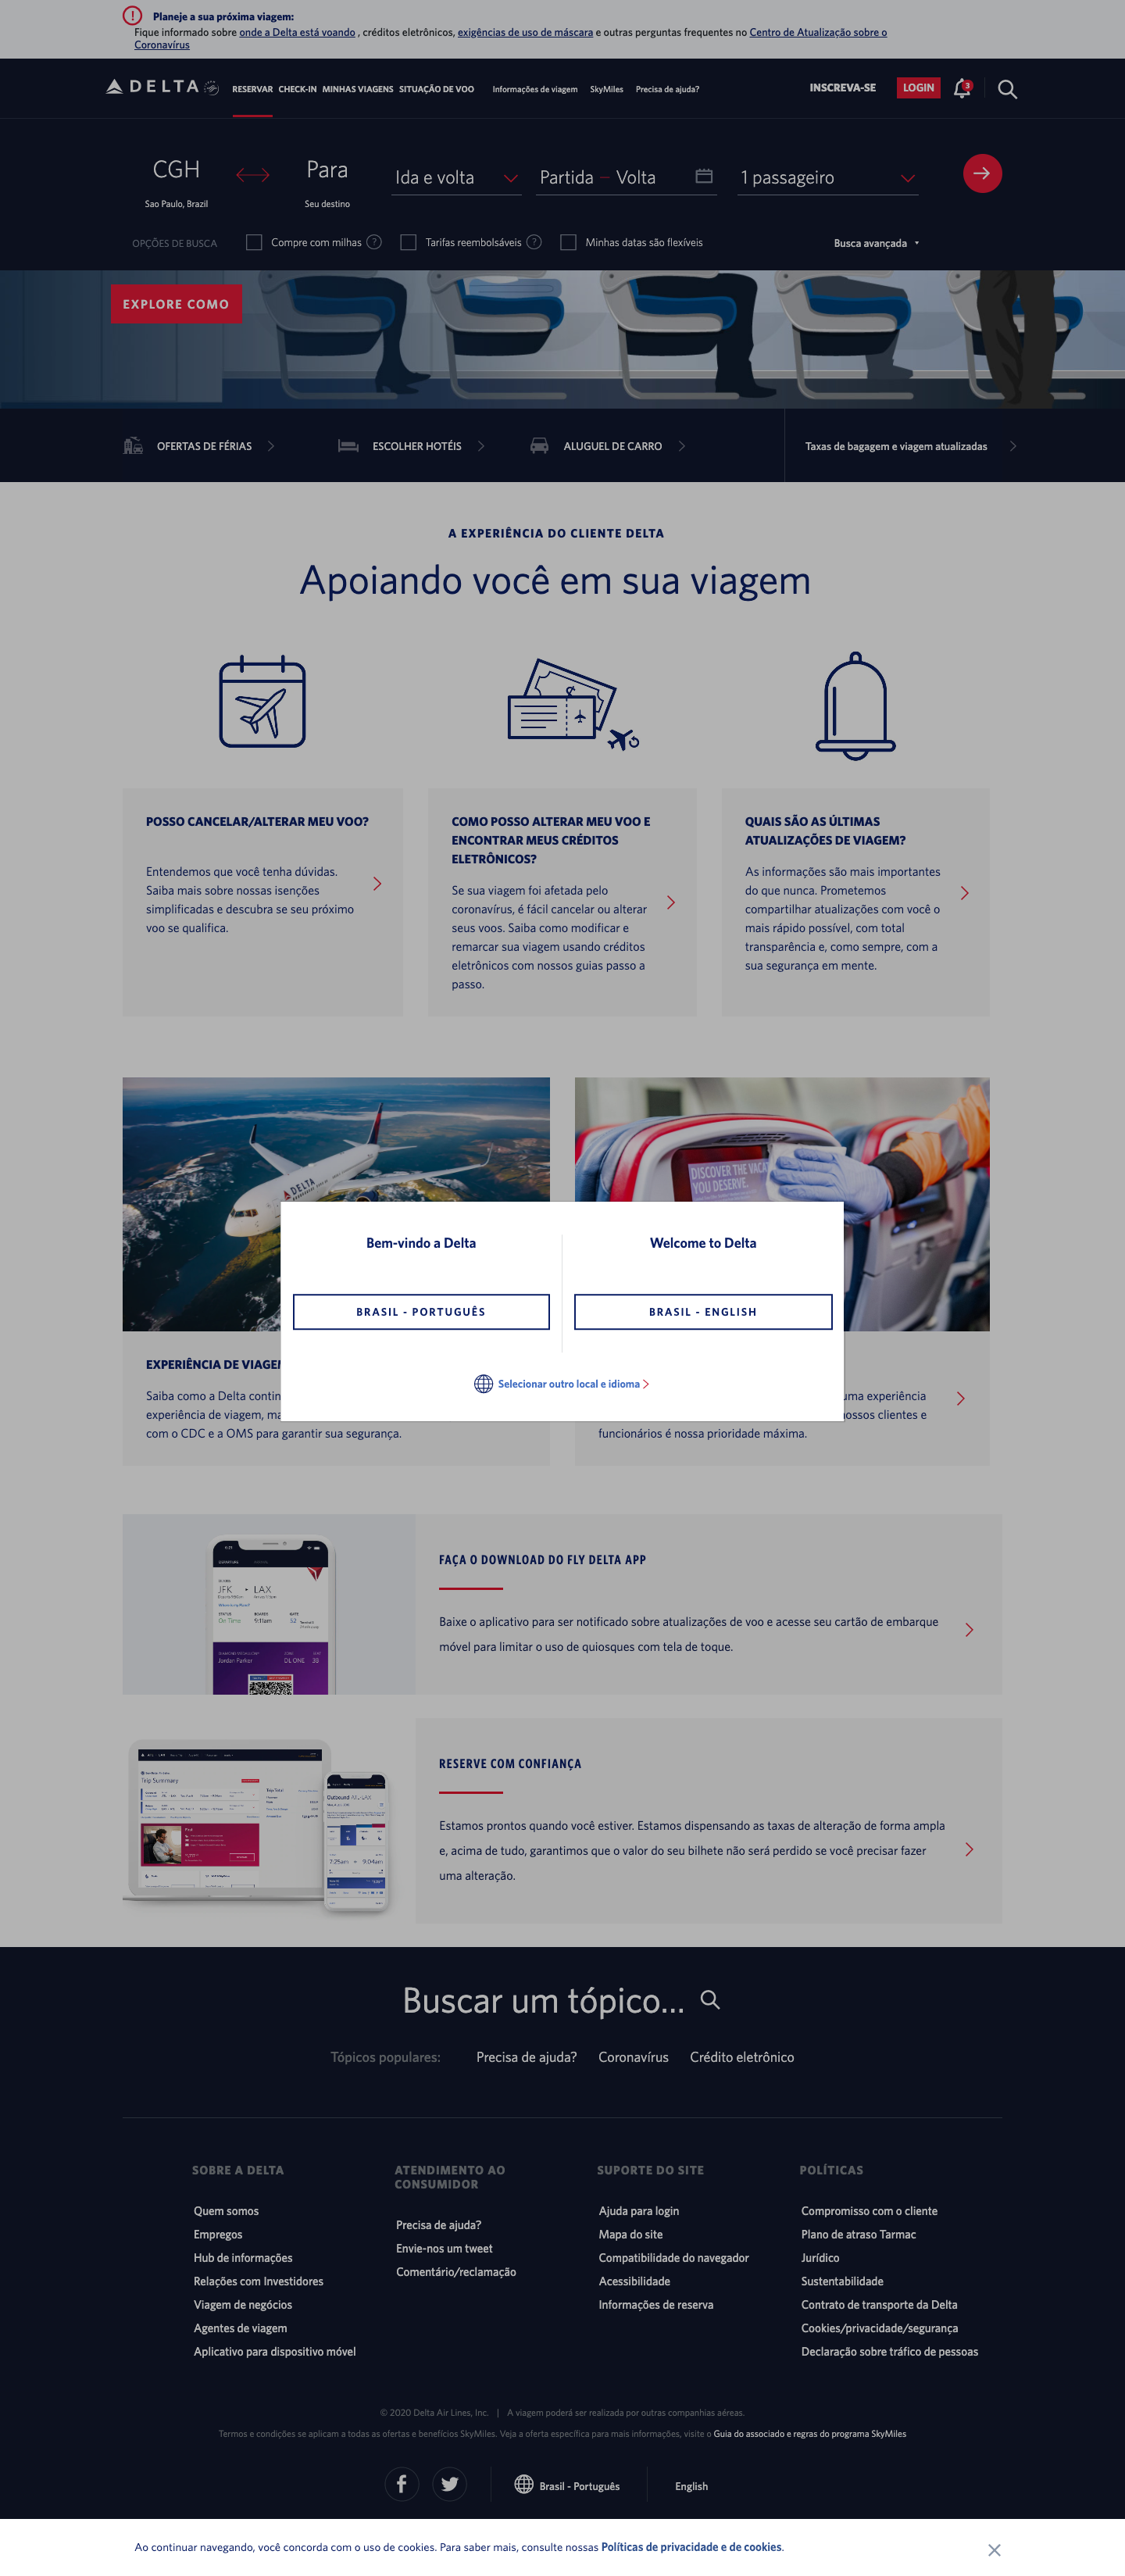 Planeje a sua próxima viagem:
Fique informado sobre onde a Delta está voando , créditos eletrônicos, exigências de uso de máscara e outras perguntas frequentes no Centro de Atualização sobre o
Coronavírus
DELTA
RESERVAR CHECK-IN MINHAS VIAGENS SITUAÇÃO DE VOO Informações de viagem SkyMiles Precisa de ajuda?
INSCREVA-SE LOGIN 3
CGH Para Ida e volta Partida – Volta 1 passageiro
Sao Paulo, Brazil Seu destino
OPÇÕES DE BUSCA Compre com milhas ? Tarifas reembolsáveis ? Minhas datas são flexíveis Busca avançada
EXPLORE COMO
OFERTAS DE FÉRIAS ESCOLHER HOTÉIS ALUGUEL DE CARRO Taxas de bagagem e viagem atualizadas
A EXPERIÊNCIA DO CLIENTE DELTA
Apoiando você em sua viagem
POSSO CANCELAR/ALTERAR MEU VOO?
Entendemos que você tenha dúvidas.
Saiba mais sobre nossas isenções
simplificadas e descubra se seu próximo
voo se qualifica.
COMO POSSO ALTERAR MEU VOO E
ENCONTRAR MEUS CRÉDITOS
ELETRÔNICOS?
Se sua viagem foi afetada pelo
coronavírus, é fácil cancelar ou alterar
seus voos. Saiba como modificar e
remarcar sua viagem usando créditos
eletrônicos com nossos guias passo a
passo.
QUAIS SÃO AS ÚLTIMAS
ATUALIZAÇÕES DE VIAGEM?
As informações são mais importantes
do que nunca. Prometemos
compartilhar atualizações com você o
mais rápido possível, com total
transparência e, como sempre, com a
sua segurança em mente.
DELTA
DISCOVER THE
YOU DESERVE.
Bem-vindo a Delta
BRASIL - PORTUGUÊS
Welcome to Delta
BRASIL - ENGLISH
Selecionar outro local e idioma
EXPERIÊNCIA DE
Saiba como a Delta
experiência de viagem,
com o CDC e a OMS para garantir sua segurança.
uma experiência
clientes e
funcionários é nossa prioridade máxima.
JFK LAX
On Time 11:11am 52
Jordan Parker DL ONE 3B
FAÇA O DOWNLOAD DO FLY DELTA APP
Baixe o aplicativo para ser notificado sobre atualizações de voo e acesse seu cartão de embarque
móvel para limitar o uso de quiosques com tela de toque.
Trip Summary
Outbound
7:25am 9:04am
RESERVE COM CONFIANÇA
Estamos prontos quando você estiver. Estamos dispensando as taxas de alteração de forma ampla
e, acima de tudo, garantimos que o valor do seu bilhete não será perdido se você precisar fazer
uma alteração.
Buscar um tópico...
Tópicos populares: Precisa de ajuda? Coronavírus Crédito eletrônico
SOBRE A DELTA
Quem somos
Empregos
Hub de informações
Relações com Investidores
Viagem de negócios
Agentes de viagem
Aplicativo para dispositivo móvel
ATENDIMENTO AO
CONSUMIDOR
Precisa de ajuda?
Envie-nos um tweet
Comentário/reclamação
SUPORTE DO SITE
Ajuda para login
Mapa do site
Compatibilidade do navegador
Acessibilidade
Informações de reserva
POLÍTICAS
Compromisso com o cliente
Plano de atraso Tarmac
Jurídico
Sustentabilidade
Contrato de transporte da Delta
Cookies/privacidade/segurança
Declaração sobre tráfico de pessoas
© 2020 Delta Air Lines, Inc. | A viagem poderá ser realizada por outras companhias aéreas.
Termos e condições se aplicam a todas as ofertas e benefícios SkyMiles. Veja a oferta específica para mais informações, visite o Guia do associado e regras do programa SkyMiles
Brasil - Português English
Ao continuar navegando, você concorda com o uso de cookies. Para saber mais, consulte nossas Políticas de privacidade e de cookies.